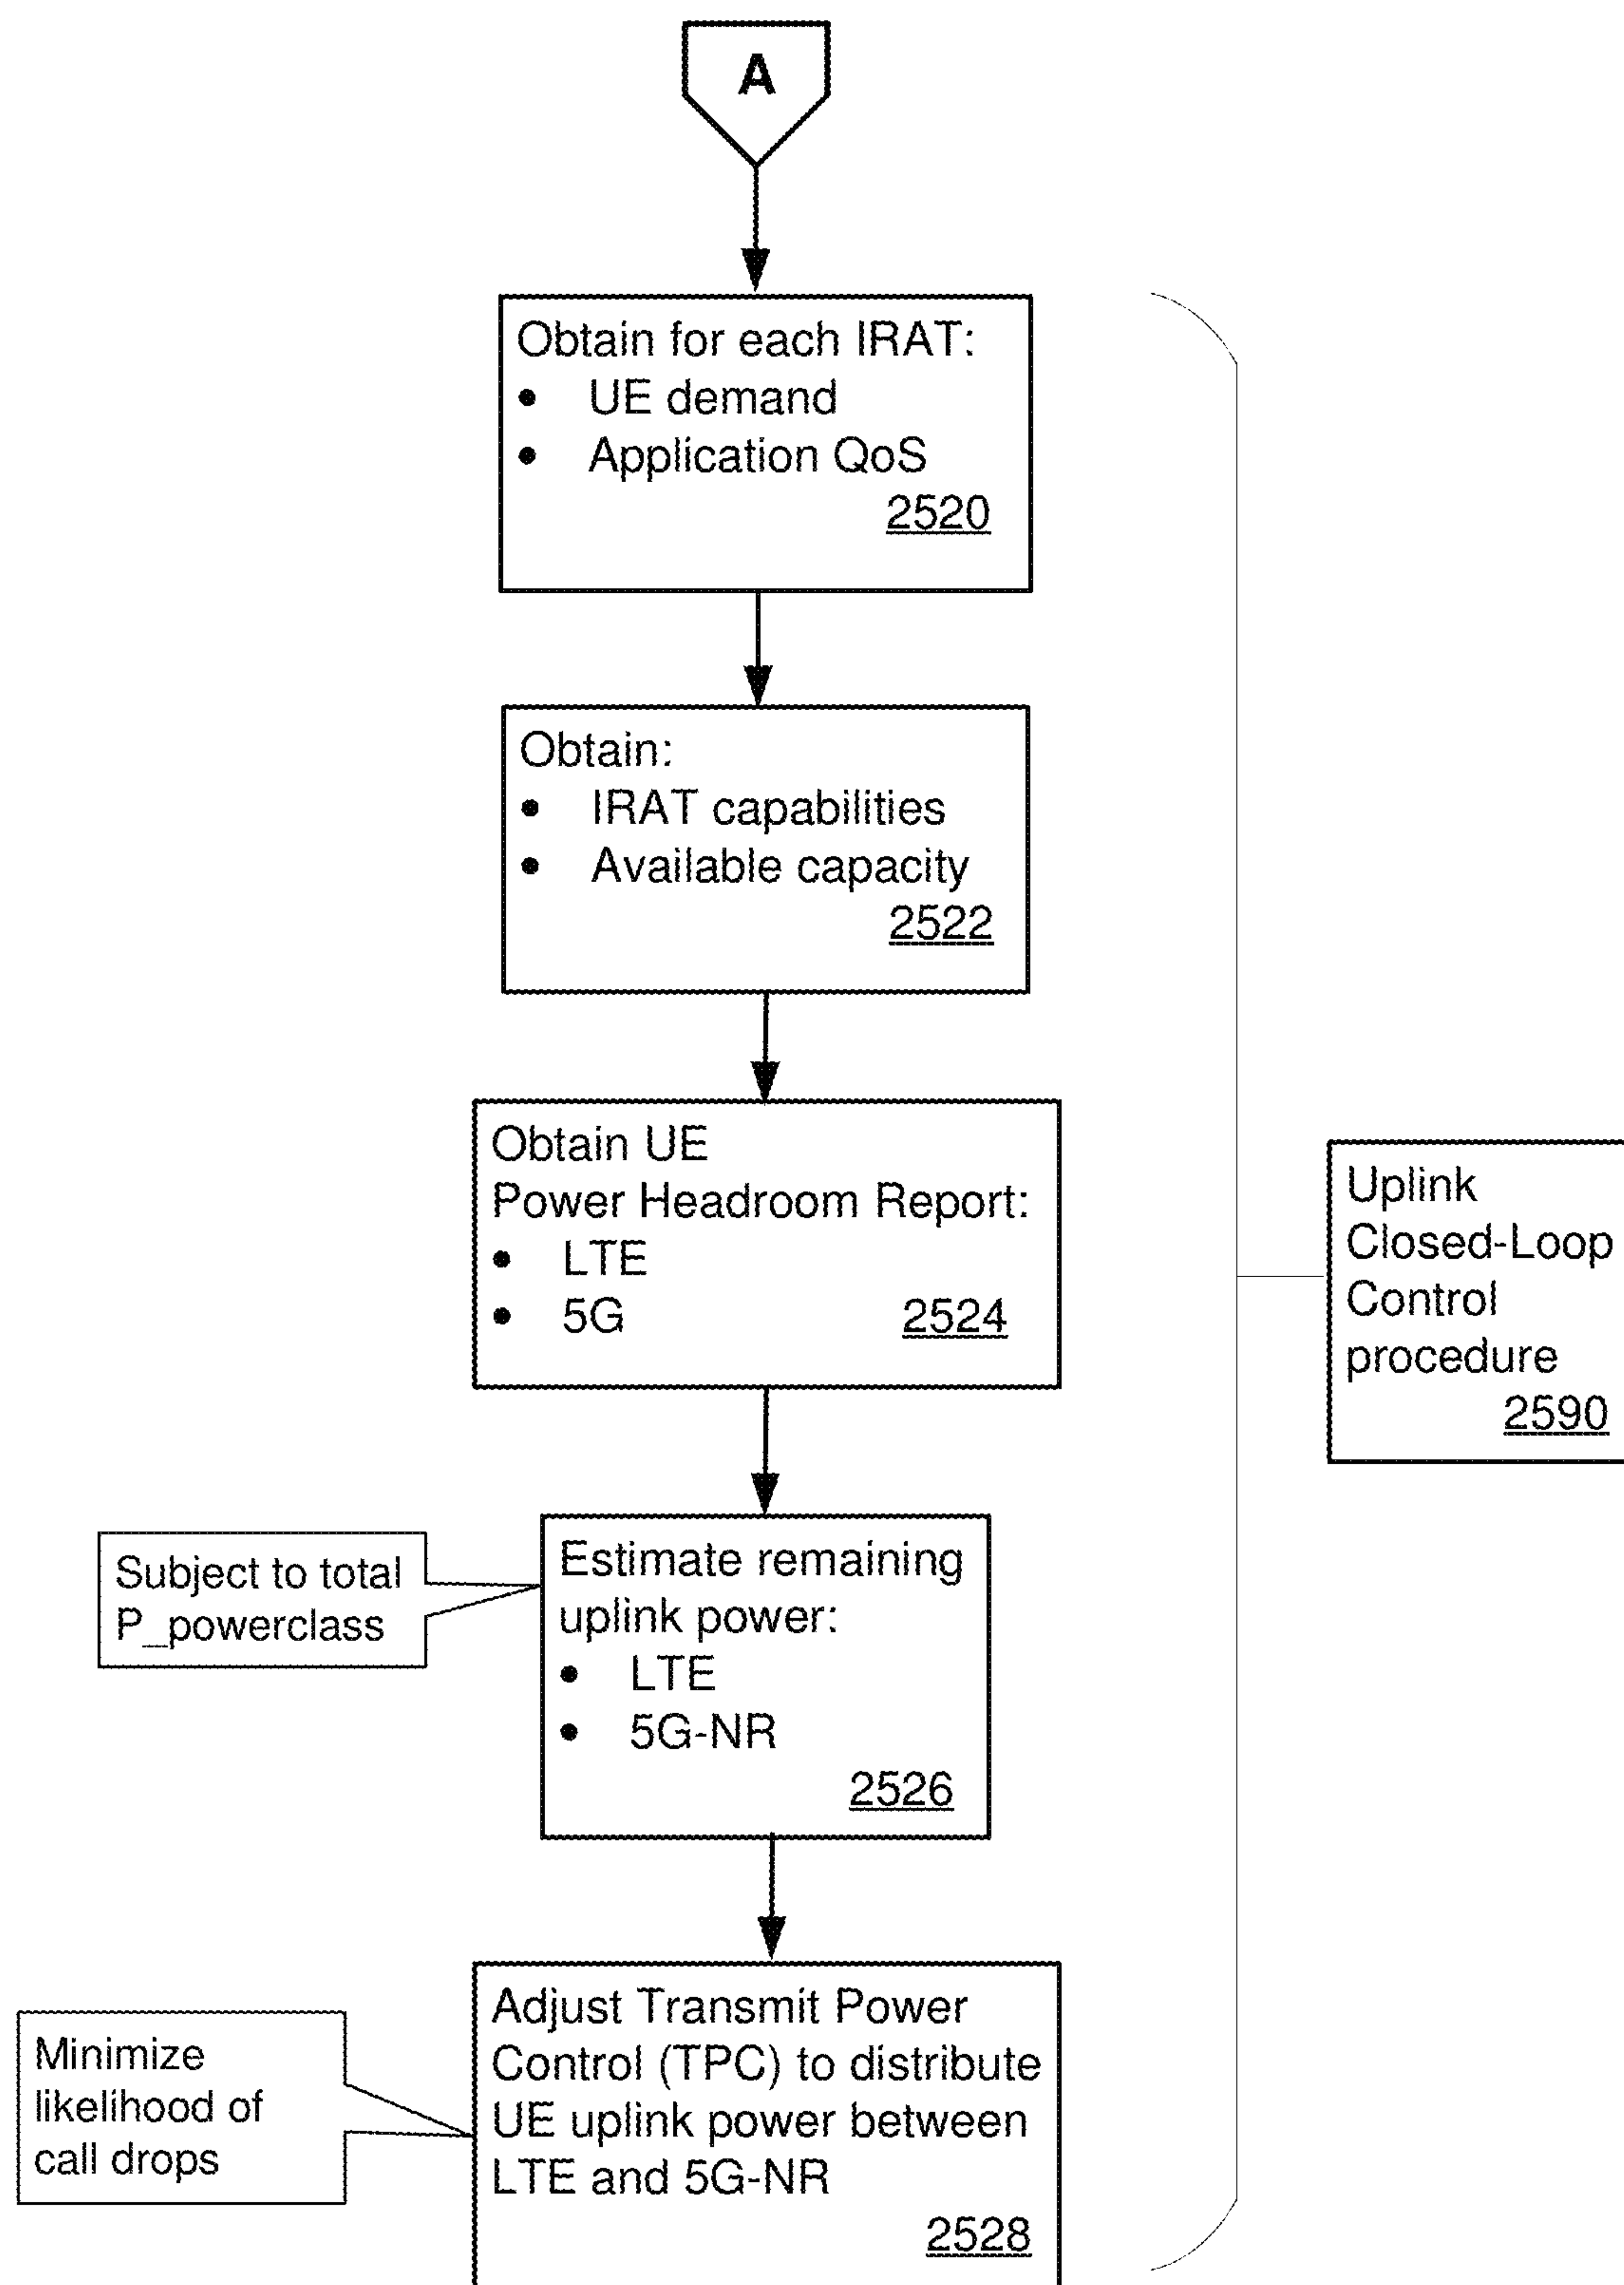 A
Obtain for each IRAT:
• UE demand
• Application QoS
2520
Obtain:
• IRAT capabilities
• Available capacity
2522
Obtain UE
Power Headroom Report:
• LTE
• 5G 2524
Uplink
Closed-Loop
Control
procedure
2590
Subject to total
P_powerclass
Estimate remaining
uplink power:
• LTE
• 5G-NR
2526
Minimize
likelihood of
call drops
Adjust Transmit Power
Control (TPC) to distribute
UE uplink power between
LTE and 5G-NR
2528